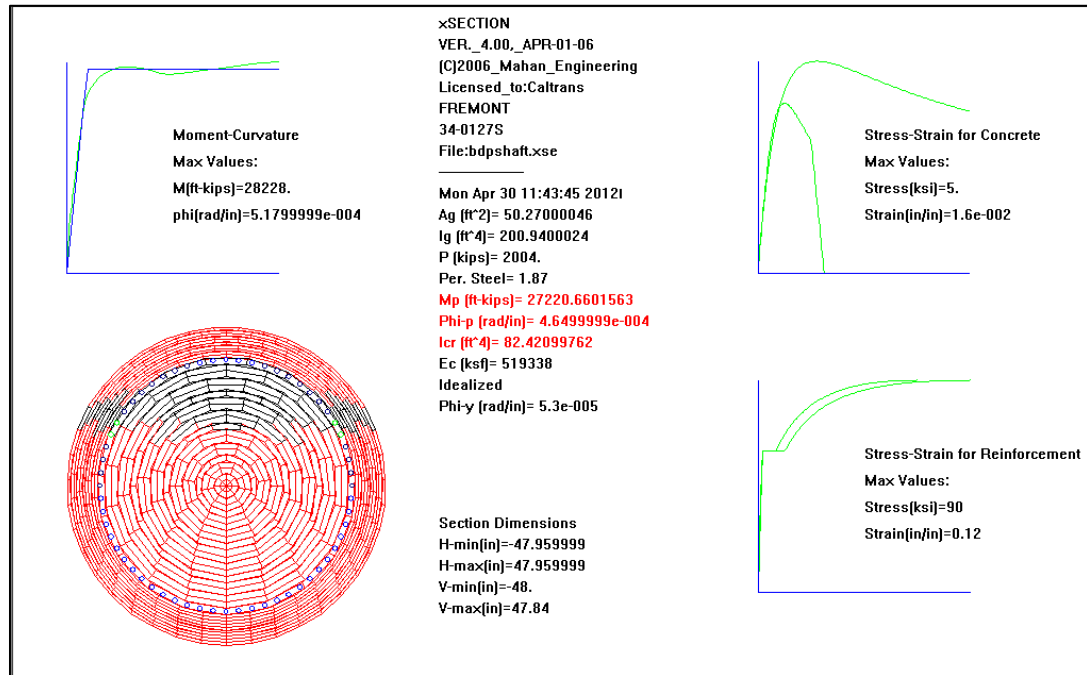 xSECTION
VER._4.00,_APR-01-06
(C)2006_Mahan_Engineering
Licensed_to:Caltrans
FREMONT
34-0127S
File:bdpshaft.xse
Mon Apr 30 11:43:45 2012l
Ag (ft^2)= 50.27000046
Ig (ft^4)= 200.9400024
P (kips)= 2004.
Per. Steel= 1.87
Mp (ft-kips)= 27220.6601563
Phi-p (rad/in)= 4.6499999e-004
Icr (ft^4)= 82.42099762
Ec (ksf)= 519338
Idealized
Phi-y (rad/in)= 5.3e-005
Section Dimensions
H-min(in)=-47.959999
H-max(in)=47.959999
V-min(in)=-48.
V-max(in)=47.84
Moment-Curvature
Max Values:
M(ft-kips)=28228.
phi(rad/in)=5.1799999e-004
Stress-Strain for Concrete
Max Values:
Stress(ksi)=5.
Strain(in/in)=1.6e-002
Stress-Strain for Reinforcement
Max Values:
Stress(ksi)=90
Strain(in/in)=0.12